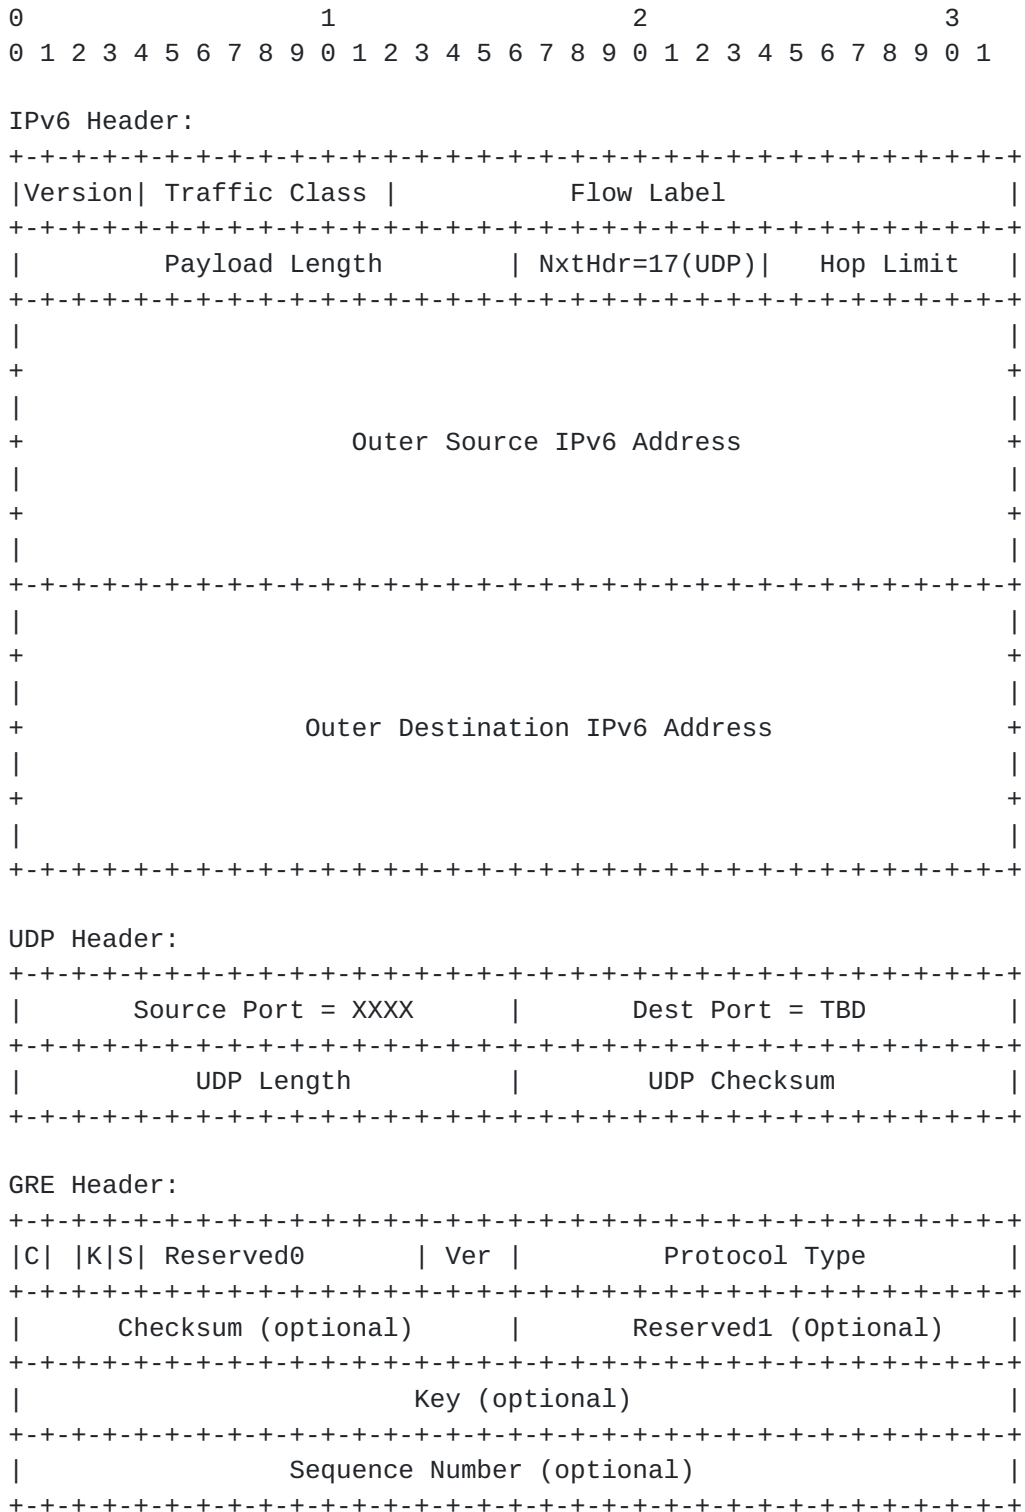 0                   1                   2                   3
0 1 2 3 4 5 6 7 8 9 0 1 2 3 4 5 6 7 8 9 0 1 2 3 4 5 6 7 8 9 0 1

IPv6 Header:
+-+-+-+-+-+-+-+-+-+-+-+-+-+-+-+-+-+-+-+-+-+-+-+-+-+-+-+-+-+-+-+-+
|Version| Traffic Class |           Flow Label                  |
+-+-+-+-+-+-+-+-+-+-+-+-+-+-+-+-+-+-+-+-+-+-+-+-+-+-+-+-+-+-+-+-+
|         Payload Length        | NxtHdr=17(UDP)|   Hop Limit   |
+-+-+-+-+-+-+-+-+-+-+-+-+-+-+-+-+-+-+-+-+-+-+-+-+-+-+-+-+-+-+-+-+
|                                                               |
+                                                               +
|                                                               |
+                     Outer Source IPv6 Address                 +
|                                                               |
+                                                               +
|                                                               |
+-+-+-+-+-+-+-+-+-+-+-+-+-+-+-+-+-+-+-+-+-+-+-+-+-+-+-+-+-+-+-+-+
|                                                               |
+                                                               +
|                                                               |
+                  Outer Destination IPv6 Address               +
|                                                               |
+                                                               +
|                                                               |
+-+-+-+-+-+-+-+-+-+-+-+-+-+-+-+-+-+-+-+-+-+-+-+-+-+-+-+-+-+-+-+-+

UDP Header:
+-+-+-+-+-+-+-+-+-+-+-+-+-+-+-+-+-+-+-+-+-+-+-+-+-+-+-+-+-+-+-+-+
|       Source Port = XXXX      |       Dest Port = TBD         |
+-+-+-+-+-+-+-+-+-+-+-+-+-+-+-+-+-+-+-+-+-+-+-+-+-+-+-+-+-+-+-+-+
|           UDP Length          |        UDP Checksum           |
+-+-+-+-+-+-+-+-+-+-+-+-+-+-+-+-+-+-+-+-+-+-+-+-+-+-+-+-+-+-+-+-+

GRE Header:
+-+-+-+-+-+-+-+-+-+-+-+-+-+-+-+-+-+-+-+-+-+-+-+-+-+-+-+-+-+-+-+-+
|C| |K|S| Reserved0       | Ver |         Protocol Type         |
+-+-+-+-+-+-+-+-+-+-+-+-+-+-+-+-+-+-+-+-+-+-+-+-+-+-+-+-+-+-+-+-+
|      Checksum (optional)      |       Reserved1 (Optional)    |
+-+-+-+-+-+-+-+-+-+-+-+-+-+-+-+-+-+-+-+-+-+-+-+-+-+-+-+-+-+-+-+-+
|                         Key (optional)                        |
+-+-+-+-+-+-+-+-+-+-+-+-+-+-+-+-+-+-+-+-+-+-+-+-+-+-+-+-+-+-+-+-+
|                 Sequence Number (optional)                    |
+-+-+-+-+-+-+-+-+-+-+-+-+-+-+-+-+-+-+-+-+-+-+-+-+-+-+-+-+-+-+-+-+